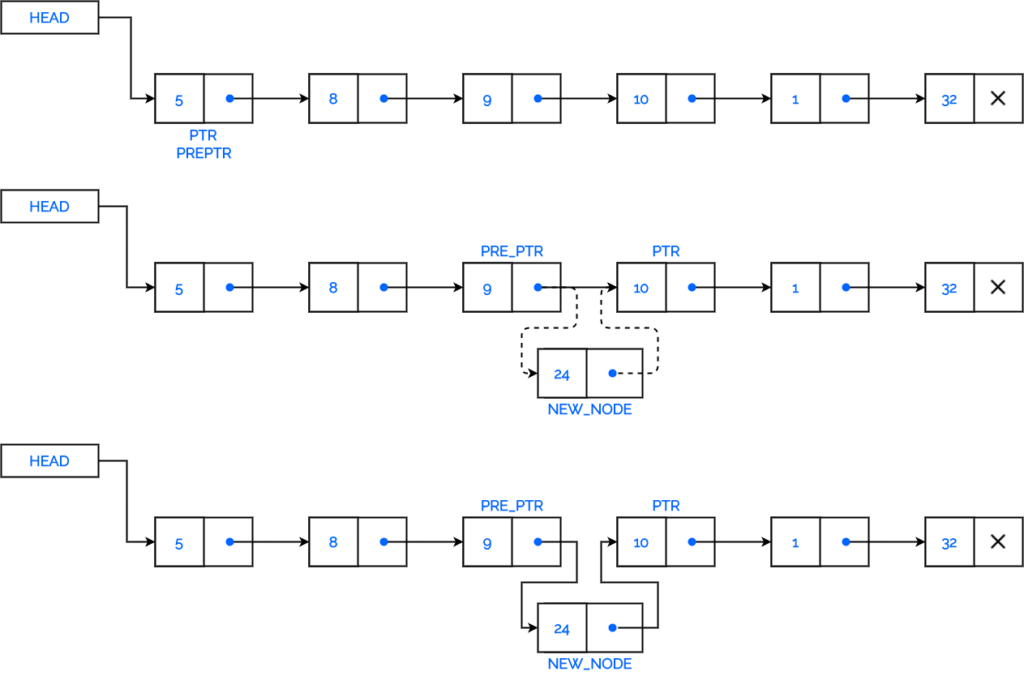 HEAD
5 8 9 10 1 32
PTR
PREPTR
HEAD
PRE_PTR PTR
5 8 9 10 1 32
24
NEW_NODE
HEAD
PRE_PTR PTR
5 8 9 10 1 32
24
NEW_NODE